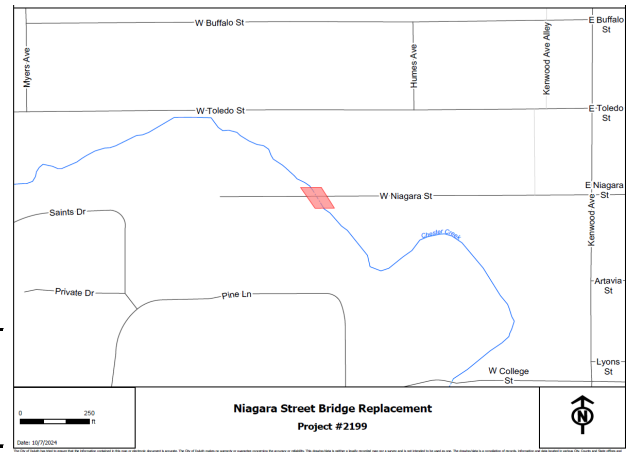 W Buffalo St
E Buffalo
St
Myers Ave
Humes Ave
Kenwood Ave Alley
W Toledo St
E Toledo
St
E Niagara
St
W Niagara St
Kenwood Ave
Saints Dr
Chester Creek
Artavia
St
Private Dr
Pine Ln
Lyons
St
W College
St
0 250
ft
Niagara Street Bridge Replacement
Project #2199
N
Date: 10/7/2024